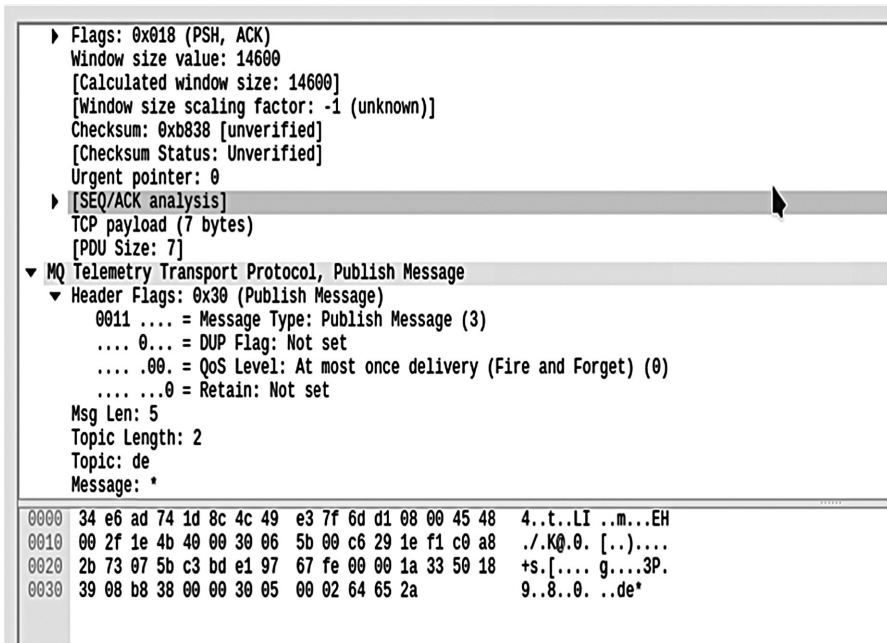 Flags: 0x018 (PSH, ACK)
Window size value: 14600
[Calculated window size: 14600]
[Window size scaling factor: -1 (unknown)]
Checksum: 0xb838 [unverified]
[Checksum Status: Unverified]
Urgent pointer: 0
[SEQ/ACK analysis]
TCP payload (7 bytes)
[PDU Size: 7]
MQ Telemetry Transport Protocol, Publish Message
Header Flags: 0x30 (Publish Message)
0011 .... = Message Type: Publish Message (3)
.... 0... = DUP Flag: Not set
.... .00. = QoS Level: At most once delivery (Fire and Forget) (0)
.... ...0 = Retain: Not set
Msg Len: 5
Topic Length: 2
Topic: de
Message: *
0000 34 e6 ad 74 1d 8c 4c 49 e3 7f 6d d1 08 00 45 48 4..t..LI ..m...EH
0010 00 2f 1e 4b 40 00 30 06 5b 00 c6 29 1e f1 c0 a8 ./.K@.0. [..)....
0020 2b 73 07 5b c3 bd e1 97 67 fe 00 00 1a 33 50 18 +s.[.... g....3P.
0030 39 08 b8 38 00 00 30 05 00 02 64 65 2a 9..8..0. ..de*